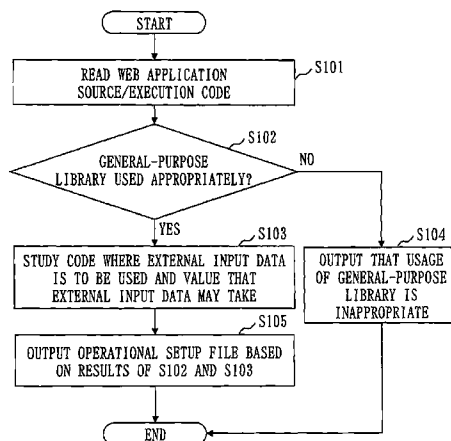 START
S101
READ WEB APPLICATION
SOURCE/EXECUTION CODE
S102
GENERAL-PURPOSE
LIBRARY USED APPROPRIATELY?
NO
YES
S103
STUDY CODE WHERE EXTERNAL INPUT DATA
IS TO BE USED AND VALUE THAT
EXTERNAL INPUT DATA MAY TAKE
S104
OUTPUT THAT USAGE
OF GENERAL-PURPOSE
LIBRARY IS
INAPPROPRIATE
S105
OUTPUT OPERATIONAL SETUP FILE BASED
ON RESULTS OF S102 AND S103
END